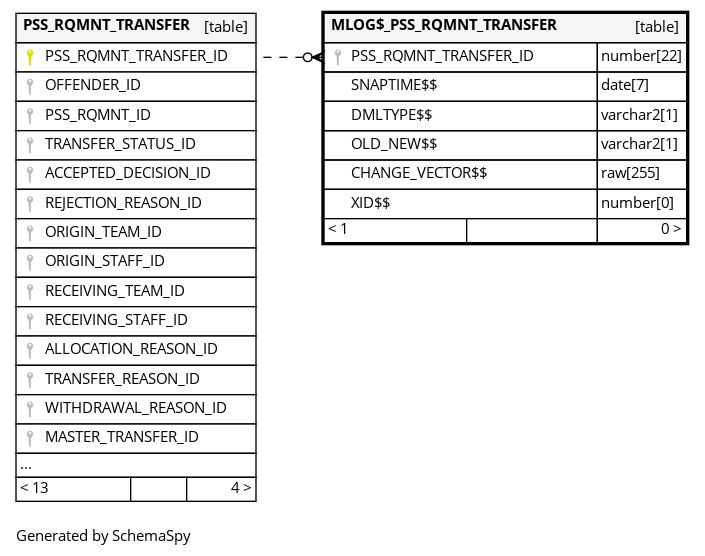 PSS_RQMNT_TRANSFER [table]
PSS_RQMNT_TRANSFER_ID
OFFENDER_ID
PSS_RQMNT_ID
TRANSFER_STATUS_ID
ACCEPTED_DECISION_ID
REJECTION_REASON_ID
ORIGIN_TEAM_ID
ORIGIN_STAFF_ID
RECEIVING_TEAM_ID
RECEIVING_STAFF_ID
ALLOCATION_REASON_ID
TRANSFER_REASON_ID
WITHDRAWAL_REASON_ID
MASTER_TRANSFER_ID
...
< 13 4 >
MLOG$_PSS_RQMNT_TRANSFER [table]
PSS_RQMNT_TRANSFER_ID number[22]
SNAPTIME$$ date[7]
DMLTYPE$$ varchar2[1]
OLD_NEW$$ varchar2[1]
CHANGE_VECTOR$$ raw[255]
XID$$ number[0]
< 1 0 >
Generated by SchemaSpy